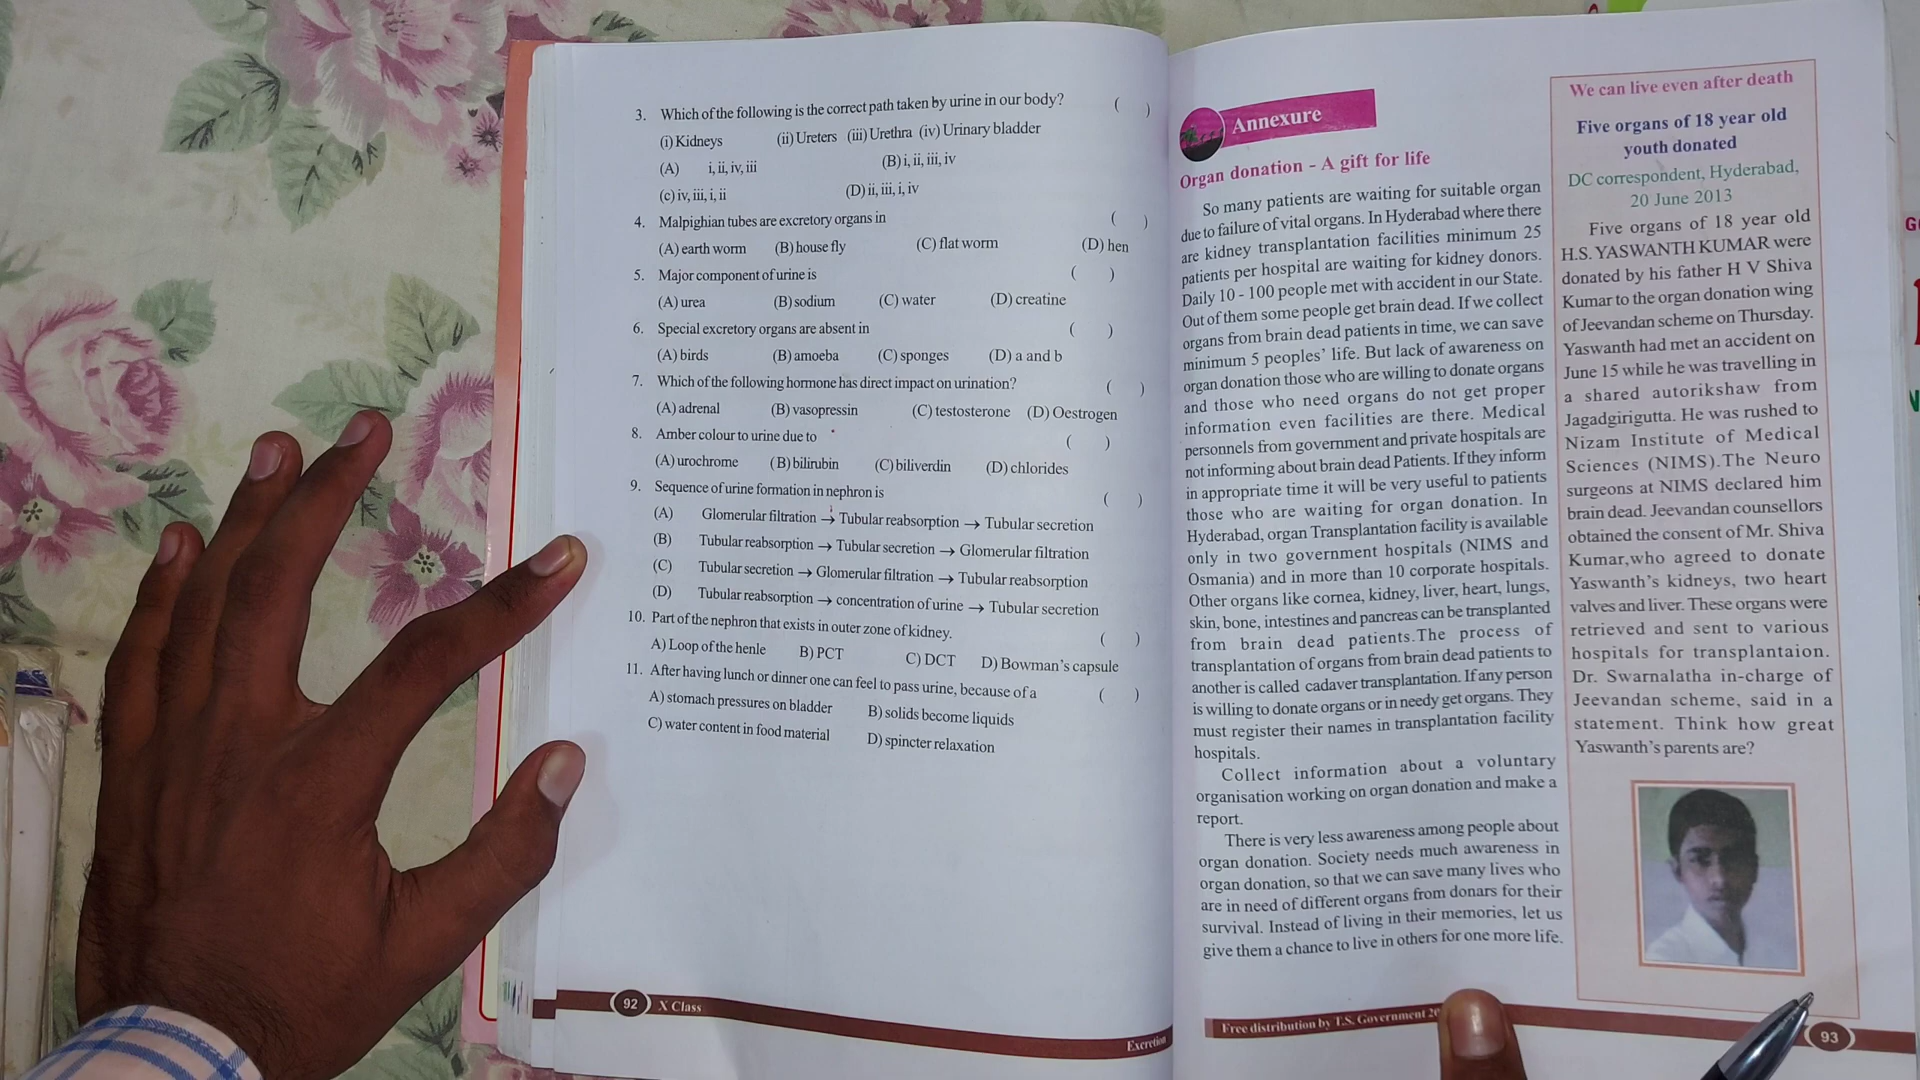 3. Which of the following is the correct path taken by urine in our body? ( )
(i) Kidneys (ii) Ureters (iii) Urethra (iv) Urinary bladder
(A) i, ii, iv, iii (B) i, ii, iii, iv
(c) iv, iii, i, ii (D) ii, iii, i, iv
4. Malpighian tubes are excretory organs in ( )
(A) earth worm (B) house fly (C) flat worm (D) hen
5. Major component of urine is ( )
(A) urea (B) sodium (C) water (D) creatine
6. Special excretory organs are absent in ( )
(A) birds (B) amoeba (C) sponges (D) a and b
7. Which of the following hormone has direct impact on urination? ( )
(A) adrenal (B) vasopressin (C) testosterone (D) Oestrogen
8. Amber colour to urine due to ( )
(A) urochrome (B) bilirubin (C) biliverdin (D) chlorides
9. Sequence of urine formation in nephron is ( )
(A) Glomerular filtration → Tubular reabsorption → Tubular secretion
(B) Tubular reabsorption → Tubular secretion → Glomerular filtration
(C) Tubular secretion → Glomerular filtration → Tubular reabsorption
(D) Tubular reabsorption → concentration of urine → Tubular secretion
10. Part of the nephron that exists in outer zone of kidney. ( )
A) Loop of the henle B) PCT C) DCT D) Bowman's capsule
11. After having lunch or dinner one can feel to pass urine, because of a ( )
A) stomach pressures on bladder B) solids become liquids
C) water content in food material D) spincter relaxation
92 X Class
Excretion
Annexure
Organ donation - A gift for life
So many patients are waiting for suitable organ
due to failure of vital organs. In Hyderabad where there
are kidney transplantation facilities minimum 25
patients per hospital are waiting for kidney donors.
Daily 10 - 100 people met with accident in our State.
Out of them some people get brain dead. If we collect
organs from brain dead patients in time, we can save
minimum 5 peoples' life. But lack of awareness on
organ donation those who are willing to donate organs
and those who need organs do not get proper
information even facilities are there. Medical
personnels from government and private hospitals are
not informing about brain dead Patients. If they inform
in appropriate time it will be very useful to patients
those who are waiting for organ donation. In
Hyderabad, organ Transplantation facility is available
only in two government hospitals (NIMS and
Osmania) and in more than 10 corporate hospitals.
Other organs like cornea, kidney, liver, heart, lungs,
skin, bone, intestines and pancreas can be transplanted
from brain dead patients.The process of
transplantation of organs from brain dead patients to
another is called cadaver transplantation. If any person
is willing to donate organs or in needy get organs. They
must register their names in transplantation facility
hospitals.
Collect information about a voluntary
organisation working on organ donation and make a
report.
There is very less awareness among people about
organ donation. Society needs much awareness in
organ donation, so that we can save many lives who
are in need of different organs from donars for their
survival. Instead of living in their memories, let us
give them a chance to live in others for one more life.
We can live even after death
Five organs of 18 year old
youth donated
DC correspondent, Hyderabad,
20 June 2013
Five organs of 18 year old
H.S. YASWANTH KUMAR were
donated by his father H V Shiva
Kumar to the organ donation wing
of Jeevandan scheme on Thursday.
Yaswanth had met an accident on
June 15 while he was travelling in
a shared autorikshaw from
Jagadgirigutta. He was rushed to
Nizam Institute of Medical
Sciences (NIMS).The Neuro
surgeons at NIMS declared him
brain dead. Jeevandan counsellors
obtained the consent of Mr. Shiva
Kumar,who agreed to donate
Yaswanth's kidneys, two heart
valves and liver. These organs were
retrieved and sent to various
hospitals for transplantaion.
Dr. Swarnalatha in-charge of
Jeevandan scheme, said in a
statement. Think how great
Yaswanth's parents are?
Free distribution by T.S. Government
93